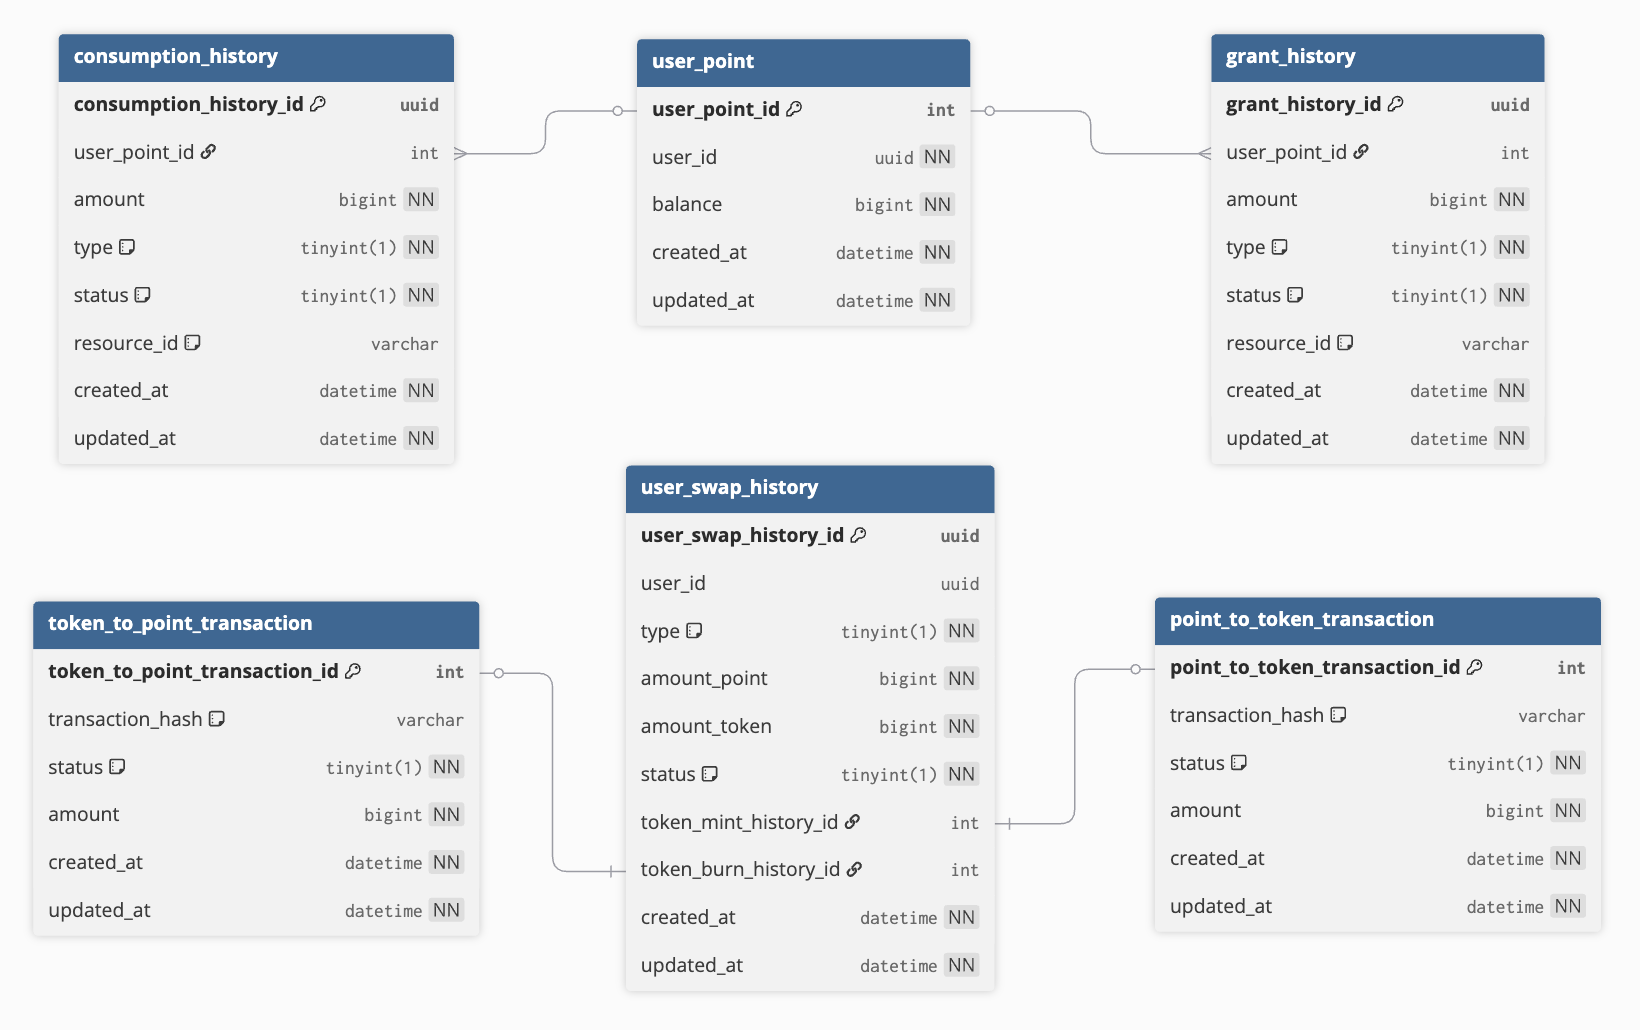 consumption_history
consumption_history_id uuid
user_point_id int
amount bigint NN
type tinyint(1) NN
status tinyint(1) NN
resource_id varchar
created_at datetime NN
updated_at datetime NN
user_point
user_point_id int
user_id uuid NN
balance bigint NN
created_at datetime NN
updated_at datetime NN
grant_history
grant_history_id uuid
user_point_id int
amount bigint NN
type tinyint(1) NN
status tinyint(1) NN
resource_id varchar
created_at datetime NN
updated_at datetime NN
token_to_point_transaction
token_to_point_transaction_id int
transaction_hash varchar
status tinyint(1) NN
amount bigint NN
created_at datetime NN
updated_at datetime NN
user_swap_history
user_swap_history_id uuid
user_id uuid
type tinyint(1) NN
amount_point bigint NN
amount_token bigint NN
status tinyint(1) NN
token_mint_history_id int
token_burn_history_id int
created_at datetime NN
updated_at datetime NN
point_to_token_transaction
point_to_token_transaction_id int
transaction_hash varchar
status tinyint(1) NN
amount bigint NN
created_at datetime NN
updated_at datetime NN